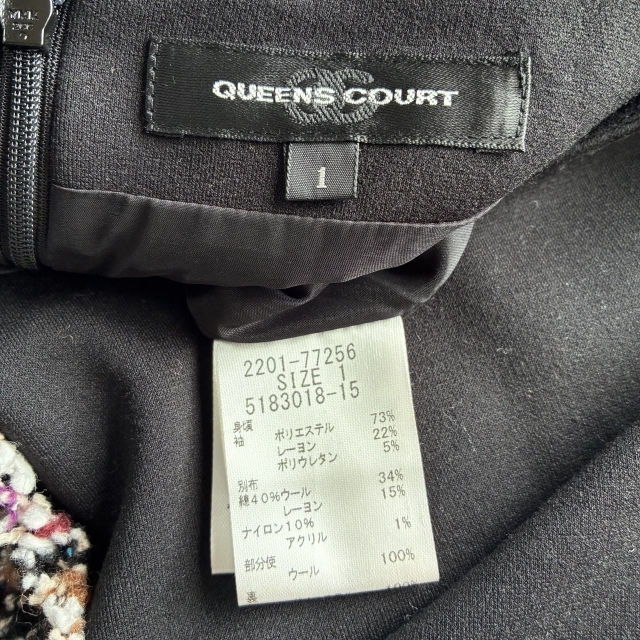 YKK
QUEENS COURT
1
2201-77256
SIZE 1
5183018-15
身頃
袖 ポリエステル 73%
レーヨン 22%
ポリウレタン 5%
別布
綿40%ウール 34%
レーヨン 15%
ナイロン10%
アクリル 1%
部分使
ウール 100%
裏 100%